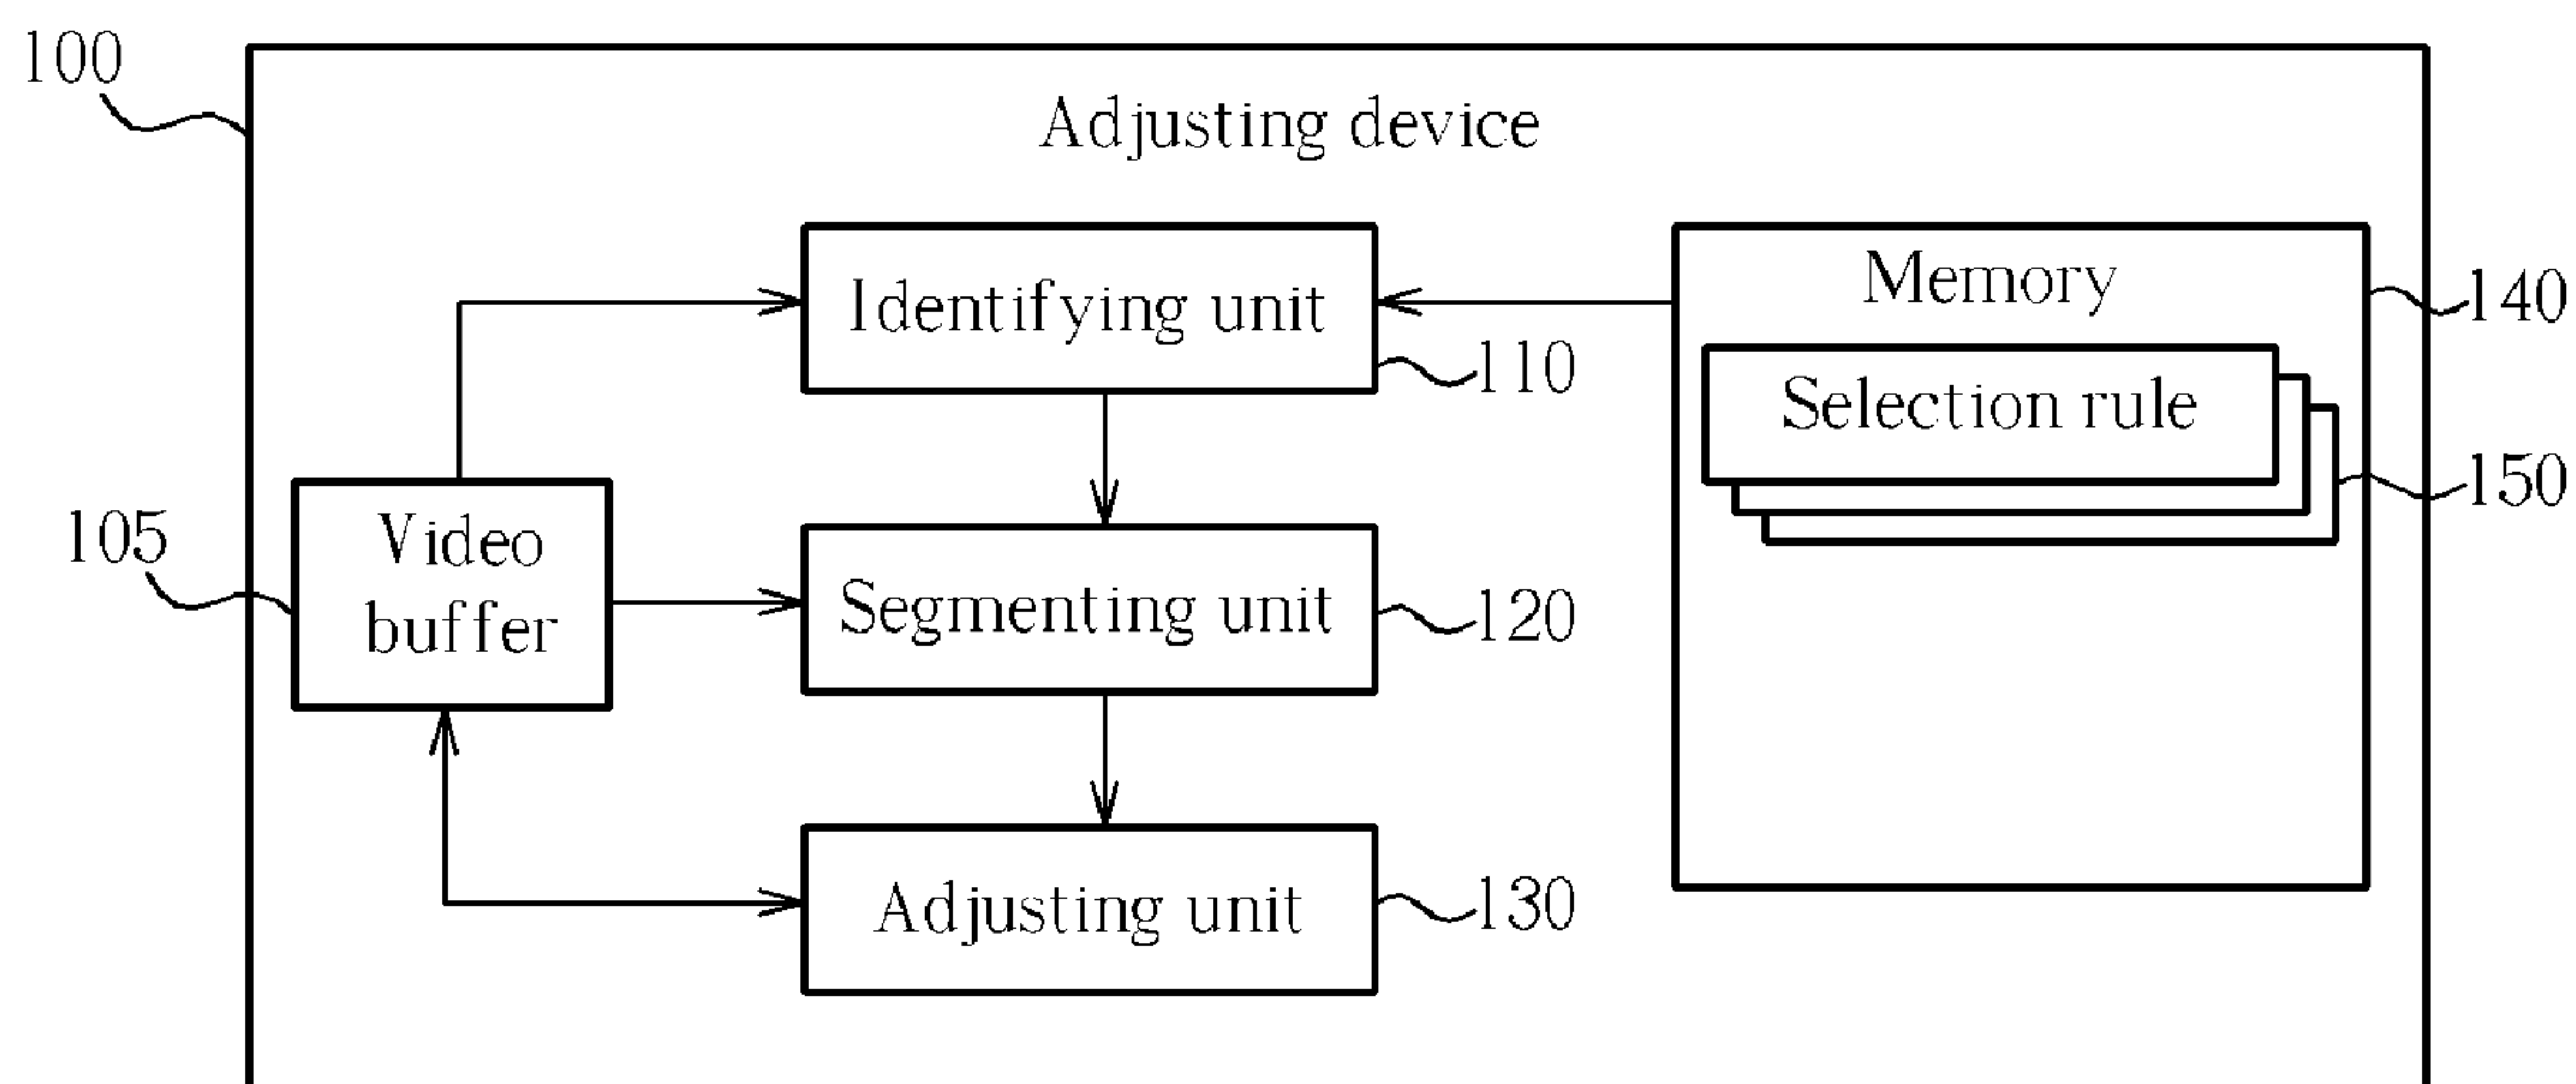 100
Adjusting device
Identifying unit
110
Memory
140
Selection rule
150
105
Video
buffer
Segmenting unit
120
Adjusting unit
130